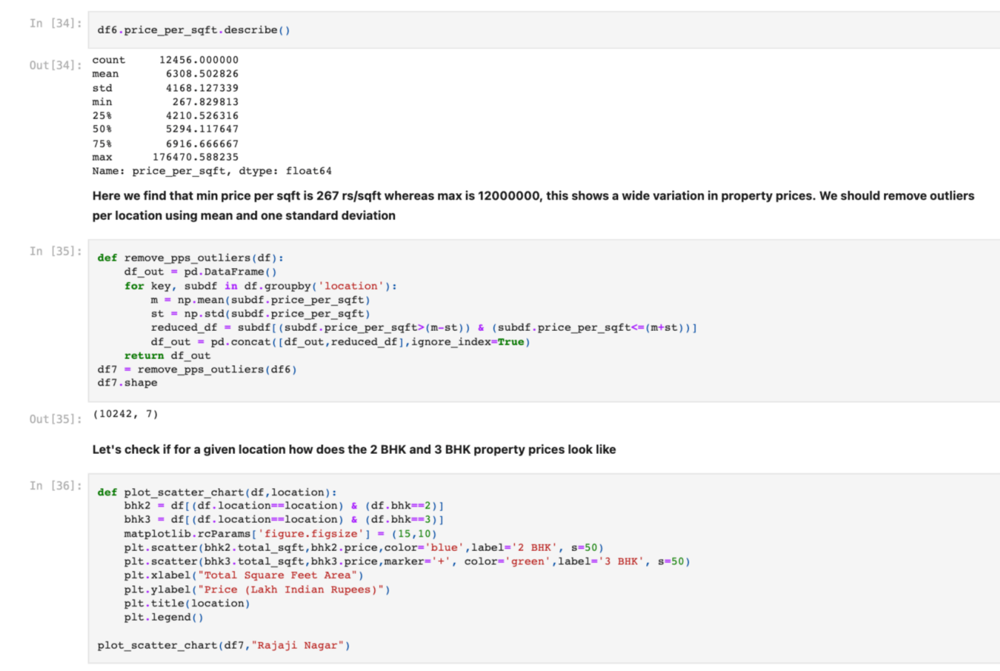 In [34]:
df6.price_per_sqft.describe()
Out[34]:
count     12456.000000
mean       6308.502826
std        4168.127339
min         267.829813
25%        4210.526316
50%        5294.117647
75%        6916.666667
max      176470.588235
Name: price_per_sqft, dtype: float64
Here we find that min price per sqft is 267 rs/sqft whereas max is 12000000, this shows a wide variation in property prices. We should remove outliers
per location using mean and one standard deviation
In [35]:
def remove_pps_outliers(df):
    df_out = pd.DataFrame()
    for key, subdf in df.groupby('location'):
        m = np.mean(subdf.price_per_sqft)
        st = np.std(subdf.price_per_sqft)
        reduced_df = subdf[(subdf.price_per_sqft>(m-st)) & (subdf.price_per_sqft<=(m+st))]
        df_out = pd.concat([df_out,reduced_df],ignore_index=True)
    return df_out
df7 = remove_pps_outliers(df6)
df7.shape
Out[35]:
(10242, 7)
Let's check if for a given location how does the 2 BHK and 3 BHK property prices look like
In [36]:
def plot_scatter_chart(df,location):
    bhk2 = df[(df.location==location) & (df.bhk==2)]
    bhk3 = df[(df.location==location) & (df.bhk==3)]
    matplotlib.rcParams['figure.figsize'] = (15,10)
    plt.scatter(bhk2.total_sqft,bhk2.price,color='blue',label='2 BHK', s=50)
    plt.scatter(bhk3.total_sqft,bhk3.price,marker='+', color='green',label='3 BHK', s=50)
    plt.xlabel("Total Square Feet Area")
    plt.ylabel("Price (Lakh Indian Rupees)")
    plt.title(location)
    plt.legend()
plot_scatter_chart(df7,"Rajaji Nagar")